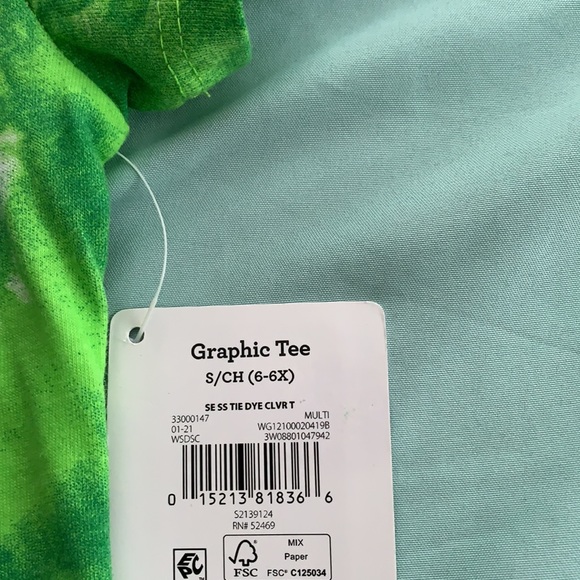 Graphic Tee
S/CH (6-6X)
SE SS TIE DYE CLVR T
33000147 MULTI
01-21 WG12100020419B
WSDSC 3W08801047942
0 15213 81836 6
S2139124
RN# 52469
EPC™
FSC
MIX
Paper
FSC® C125034